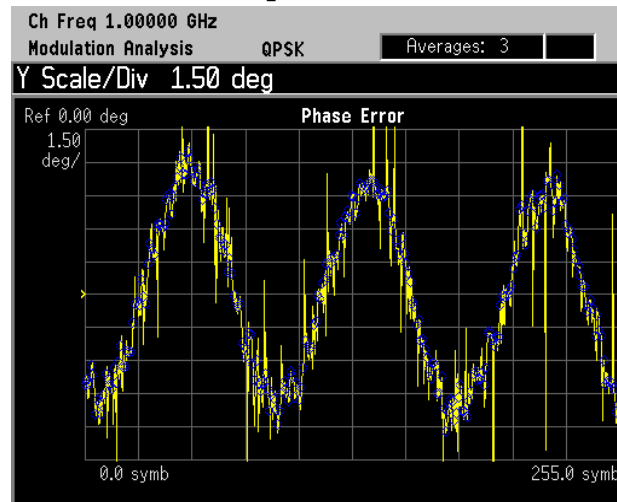 Ch Freq 1.00000 GHz
Modulation Analysis QPSK Averages: 3
Y Scale/Div 1.50 deg
Ref 0.00 deg Phase Error
1.50
deg/
0.0 symb 255.0 symb